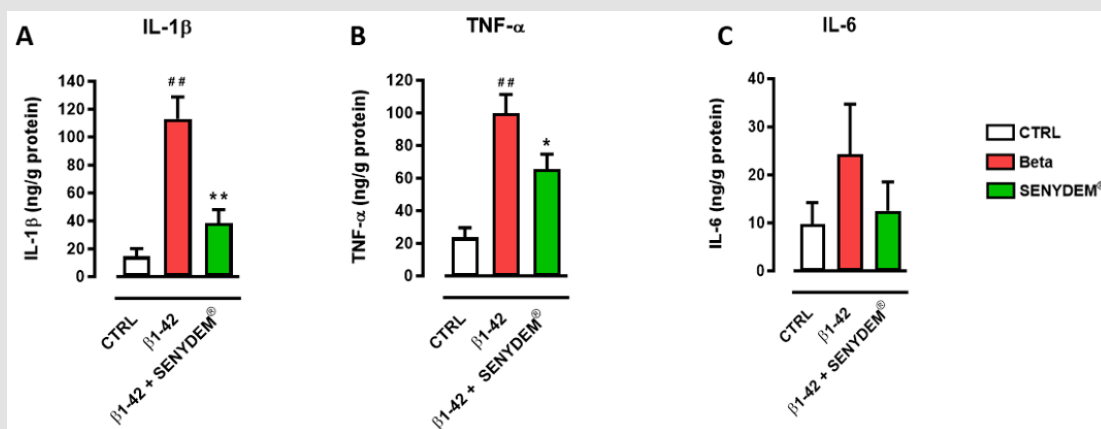 A
IL-1β
IL-1β (ng/g protein)
140
120
100
80
60
40
20
0
##
**
CTRL
β1-42
β1-42 + SENYDEM®
B
TNF-α
TNF-α (ng/g protein)
120
100
80
60
40
20
0
##
*
CTRL
β1-42
β1-42 + SENYDEM®
C
IL-6
IL-6 (ng/g protein)
40
30
20
10
0
CTRL
β1-42
β1-42 + SENYDEM®
CTRL
Beta
SENYDEM®